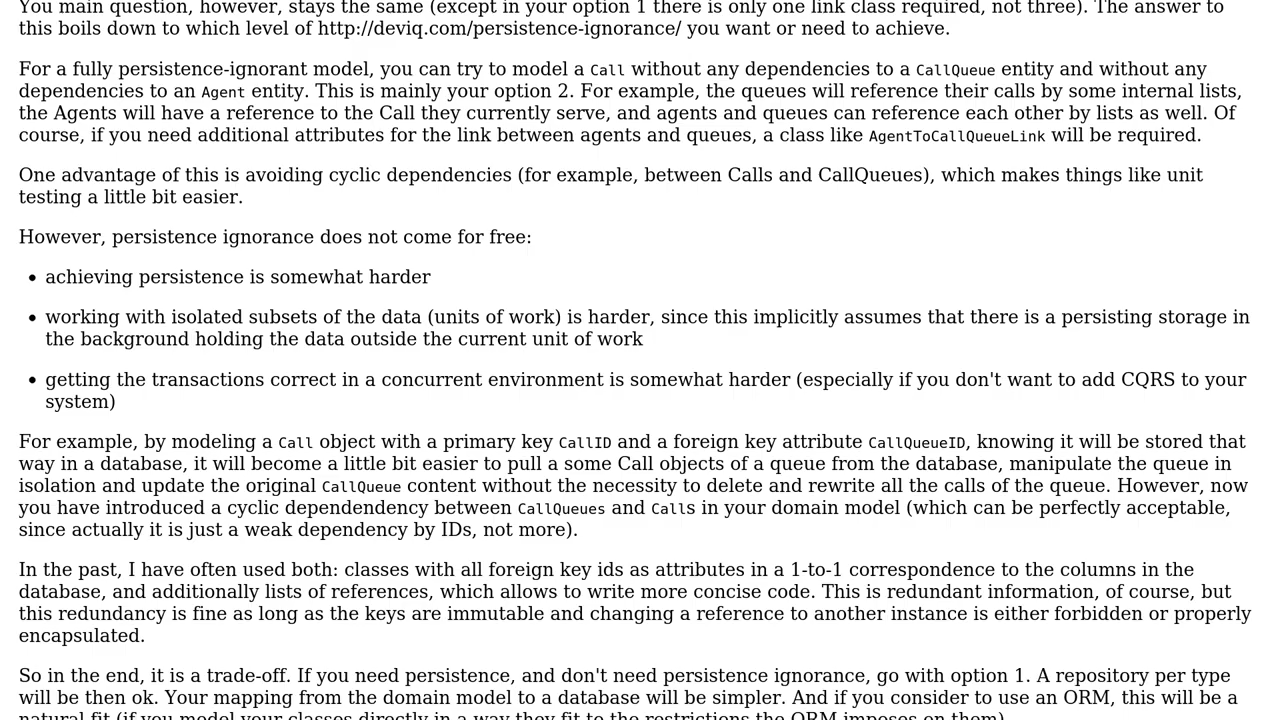 You main question, however, stays the same (except in your option 1 there is only one link class required, not three). The answer to
this boils down to which level of http://deviq.com/persistence-ignorance/ you want or need to achieve.
For a fully persistence-ignorant model, you can try to model a Call without any dependencies to a CallQueue entity and without any
dependencies to an Agent entity. This is mainly your option 2. For example, the queues will reference their calls by some internal lists,
the Agents will have a reference to the Call they currently serve, and agents and queues can reference each other by lists as well. Of
course, if you need additional attributes for the link between agents and queues, a class like AgentToCallQueueLink will be required.
One advantage of this is avoiding cyclic dependencies (for example, between Calls and CallQueues), which makes things like unit
testing a little bit easier.
However, persistence ignorance does not come for free:
• achieving persistence is somewhat harder
• working with isolated subsets of the data (units of work) is harder, since this implicitly assumes that there is a persisting storage in
the background holding the data outside the current unit of work
• getting the transactions correct in a concurrent environment is somewhat harder (especially if you don't want to add CQRS to your
system)
For example, by modeling a Call object with a primary key CallID and a foreign key attribute CallQueueID, knowing it will be stored that
way in a database, it will become a little bit easier to pull a some Call objects of a queue from the database, manipulate the queue in
isolation and update the original CallQueue content without the necessity to delete and rewrite all the calls of the queue. However, now
you have introduced a cyclic dependendency between CallQueues and Calls in your domain model (which can be perfectly acceptable,
since actually it is just a weak dependency by IDs, not more).
In the past, I have often used both: classes with all foreign key ids as attributes in a 1-to-1 correspondence to the columns in the
database, and additionally lists of references, which allows to write more concise code. This is redundant information, of course, but
this redundancy is fine as long as the keys are immutable and changing a reference to another instance is either forbidden or properly
encapsulated.
So in the end, it is a trade-off. If you need persistence, and don't need persistence ignorance, go with option 1. A repository per type
will be then ok. Your mapping from the domain model to a database will be simpler. And if you consider to use an ORM, this will be a
natural fit (if you model your classes directly in a way they fit to the restrictions the ORM imposes on them).